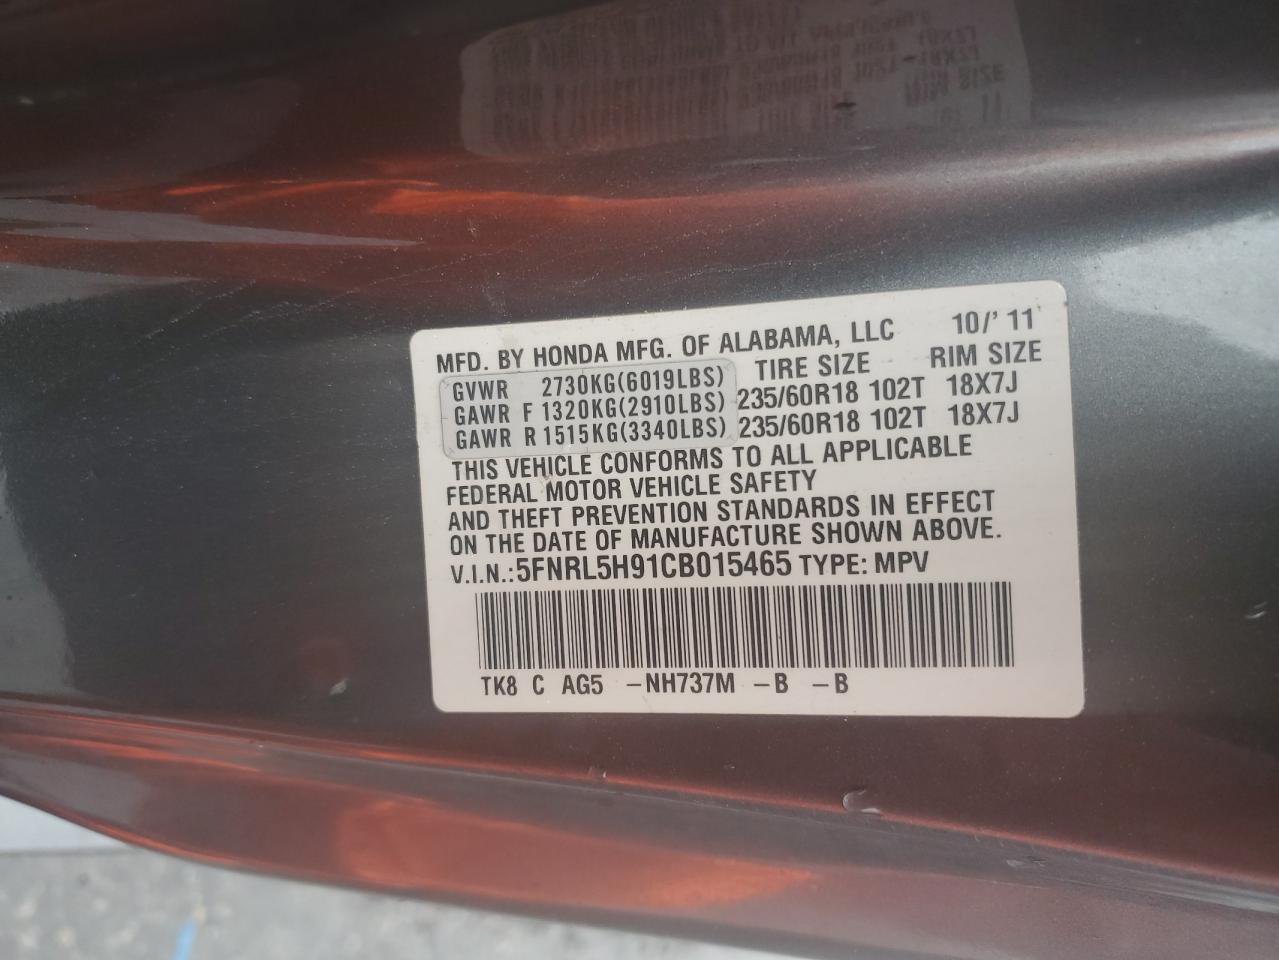 MFD. BY HONDA MFG. OF ALABAMA, LLC 10/' 11
GVWR 2730KG(6019LBS) TIRE SIZE RIM SIZE
GAWR F 1320KG(2910LBS) 235/60R18 102T 18X7J
GAWR R 1515KG(3340LBS) 235/60R18 102T 18X7J
THIS VEHICLE CONFORMS TO ALL APPLICABLE
FEDERAL MOTOR VEHICLE SAFETY
AND THEFT PREVENTION STANDARDS IN EFFECT
ON THE DATE OF MANUFACTURE SHOWN ABOVE.
V.I.N.:5FNRL5H91CB015465 TYPE: MPV
TK8 C AG5 –NH737M –B –B